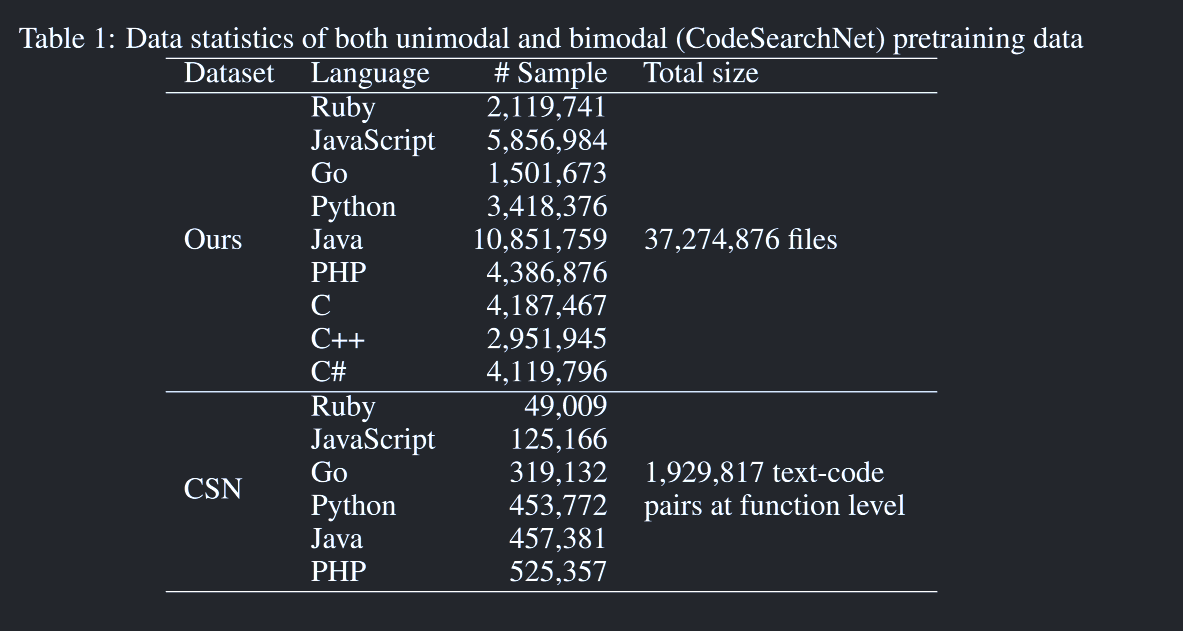 Table 1: Data statistics of both unimodal and bimodal (CodeSearchNet) pretraining data
Dataset Language # Sample Total size
Ruby 2,119,741
JavaScript 5,856,984
Go 1,501,673
Python 3,418,376
Ours Java 10,851,759 37,274,876 files
PHP 4,386,876
C 4,187,467
C++ 2,951,945
C# 4,119,796
Ruby 49,009
JavaScript 125,166
Go 319,132 1,929,817 text-code
CSN
Python 453,772 pairs at function level
Java 457,381
PHP 525,357